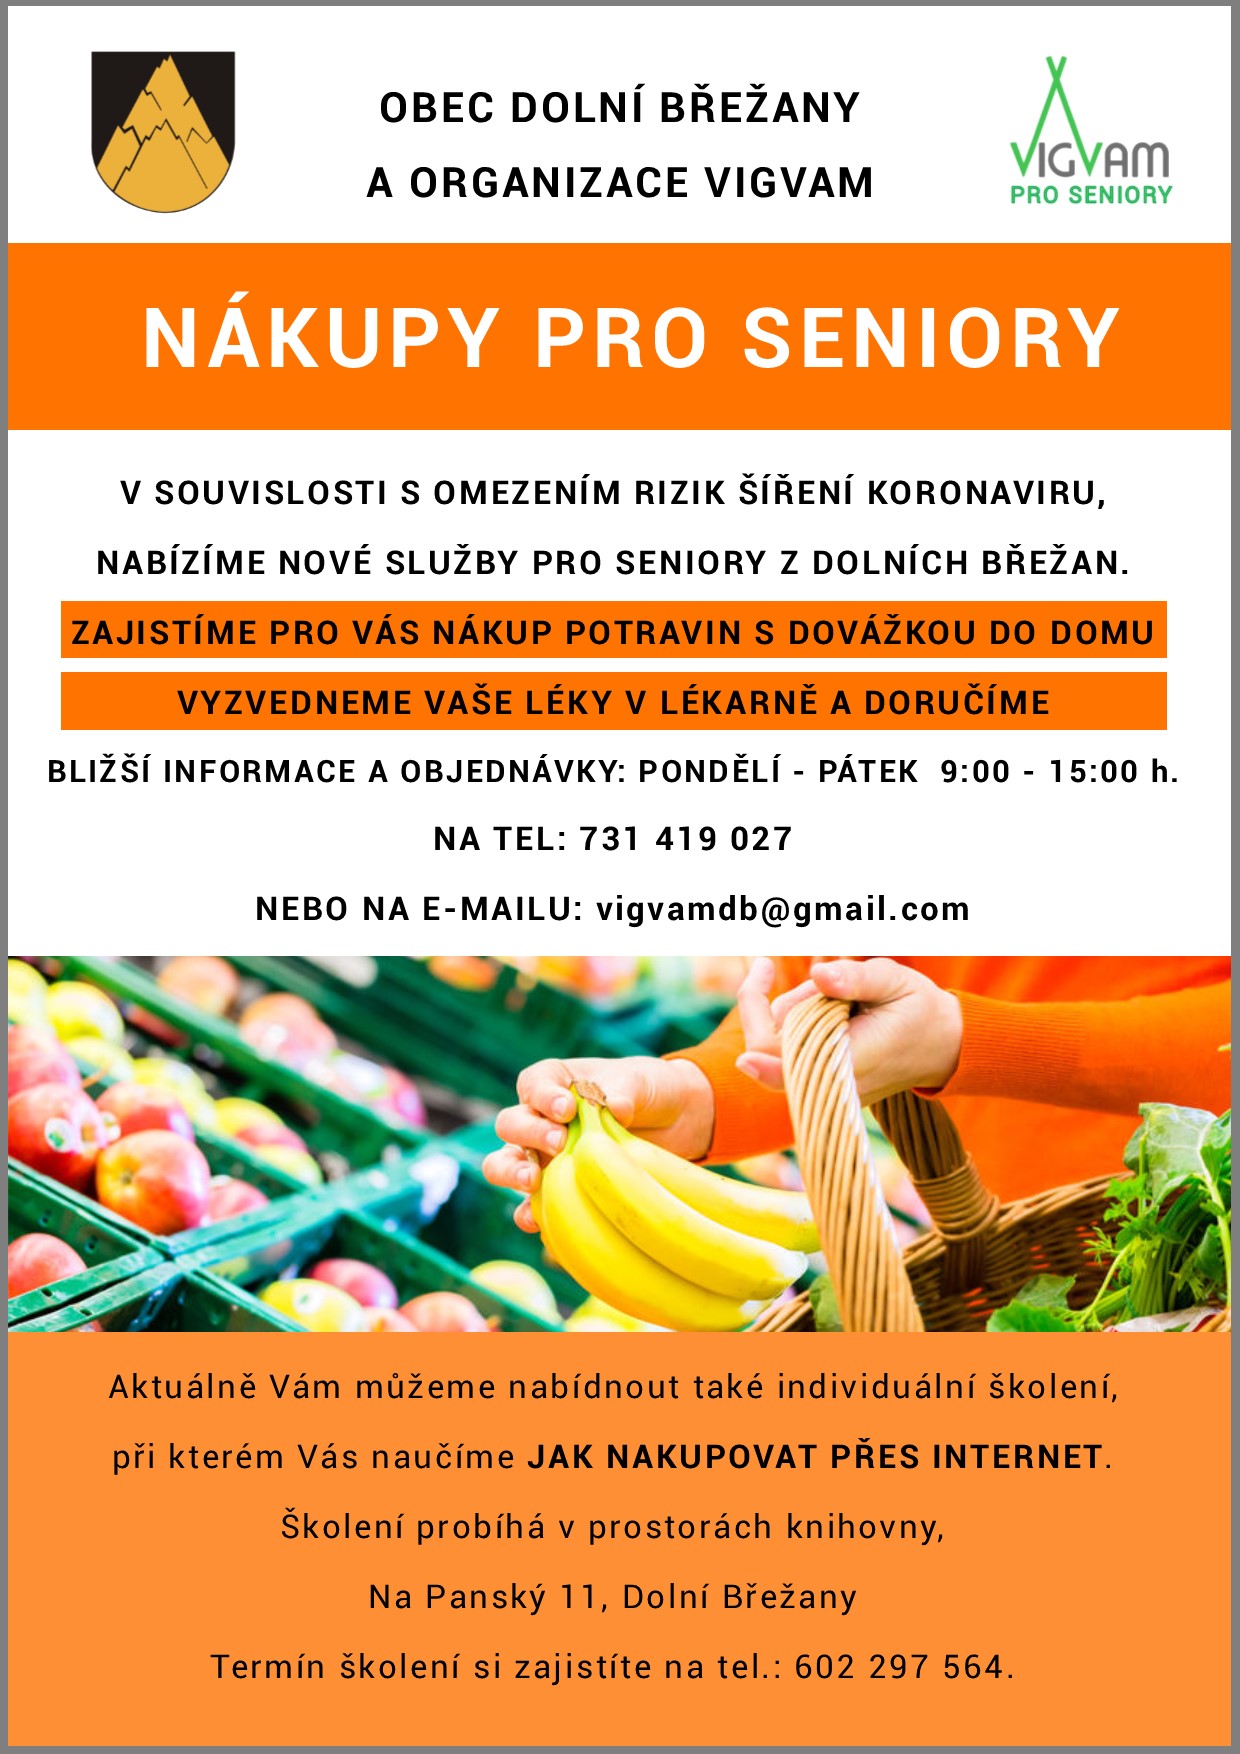 OBEC DOLNÍ BŘEŽANY
A ORGANIZACE VIGVAM
VIGVAM
PRO SENIORY
NÁKUPY PRO SENIORY
V SOUVISLOSTI S OMEZENÍM RIZIK ŠÍŘENÍ KORONAVIRU,
NABÍZÍME NOVÉ SLUŽBY PRO SENIORY Z DOLNÍCH BŘEŽAN.
ZAJISTÍME PRO VÁS NÁKUP POTRAVIN S DOVÁŽKOU DO DOMU
VYZVEDNEME VAŠE LÉKY V LÉKARNĚ A DORUČÍME
BLIŽŠÍ INFORMACE A OBJEDNÁVKY: PONDĚLÍ - PÁTEK  9:00 - 15:00 h.
NA TEL: 731 419 027
NEBO NA E-MAILU: vigvamdb@gmail.com
Aktuálně Vám můžeme nabídnout také individuální školení,
při kterém Vás naučíme JAK NAKUPOVAT PŘES INTERNET.
Školení probíhá v prostorách knihovny,
Na Panský 11, Dolní Břežany
Termín školení si zajistíte na tel.: 602 297 564.